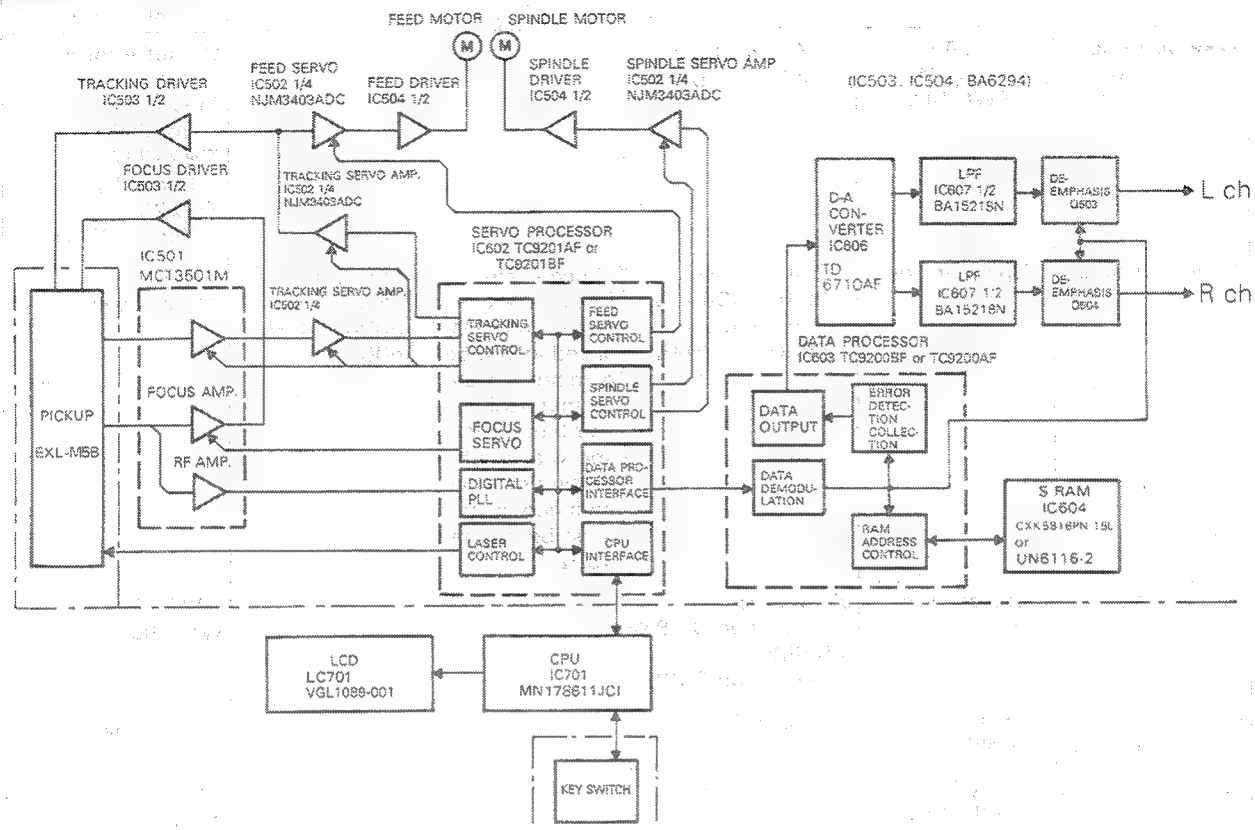 FEED MOTOR
SPINDLE MOTOR
M
M
TRACKING DRIVER
IC503 1/2
FEED SERVO
IC502 1/4
NJM3403ADC
FEED DRIVER
IC504 1/2
SPINDLE
DRIVER
IC504 1/2
SPINDLE SERVO AMP
IC502 1/4
NJM3403ADC
(IC503, IC504, BA6294)
FOCUS DRIVER
IC503 1/2
TRACKING SERVO AMP.
IC502 1/4
NJM3403ADC
IC501
MC13501M
TRACKING SERVO AMP.
IC502 1/4
SERVO PROCESSOR
IC602 TC9201AF or
TC9201BF
D-A
CON-
VERTER
IC606
TD
6710AF
LPF
IC607 1/2
BA15218N
DE-
EMPHASIS
Q503
L ch
LPF
IC607 1/2
BA15218N
DE-
EMPHASIS
Q504
R ch
PICKUP
EXL-M5B
FOCUS AMP.
RF AMP.
TRACKING
SERVO
CONTROL
FEED
SERVO
CONTROL
SPINDLE
SERVO
CONTROL
FOCUS
SERVO
DIGITAL
PLL
DATA PRO-
CESSOR
INTERFACE
LASER
CONTROL
CPU
INTERFACE
DATA PROCESSOR
IC603 TC9200BF or TC9200AF
DATA
OUTPUT
ERROR
DETEC-
TION
COLLEC-
TION
DATA
DEMODU-
LATION
RAM
ADDRESS
CONTROL
S RAM
IC604
CXK5816PN 15L
or
UN6116-2
LCD
LC701
VGL1099-001
CPU
IC701
MN178611JCI
KEY SWITCH